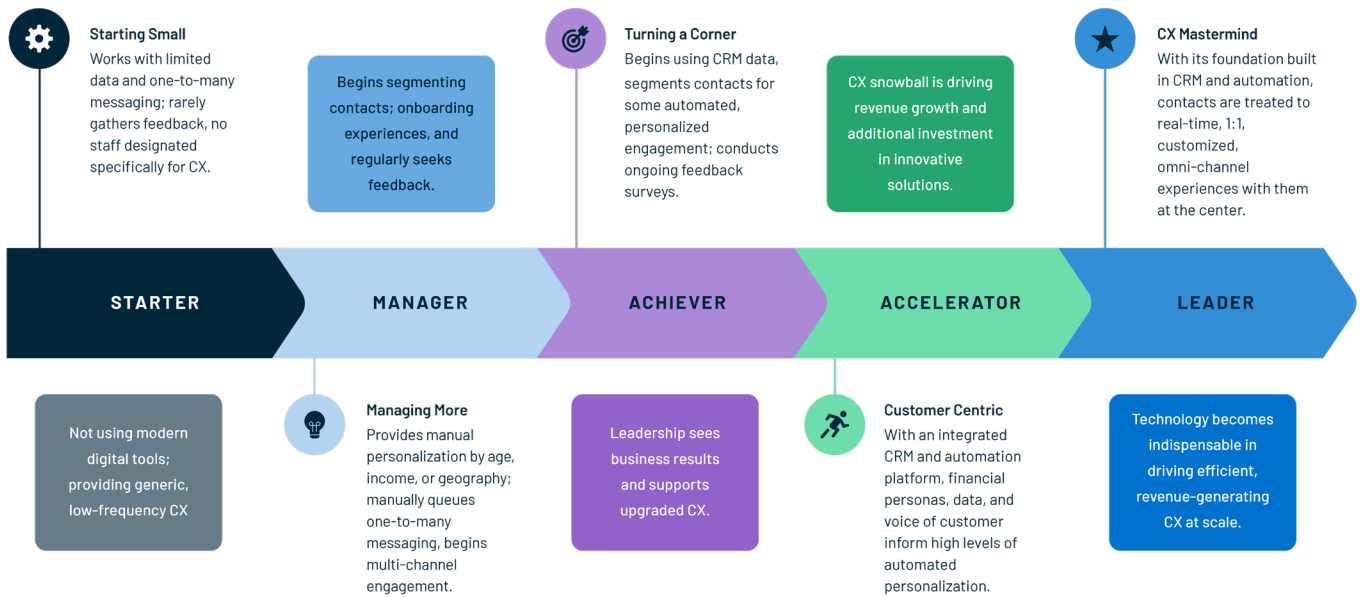 Starting Small
Works with limited
data and one-to-many
messaging; rarely
gathers feedback, no
staff designated
specifically for CX.
Begins segmenting
contacts; onboarding
experiences, and
regularly seeks
feedback.
Turning a Corner
Begins using CRM data,
segments contacts for
some automated,
personalized
engagement; conducts
ongoing feedback
surveys.
CX snowball is driving
revenue growth and
additional investment
in innovative
solutions.
CX Mastermind
With its foundation built
in CRM and automation,
contacts are treated to
real-time, 1:1,
customized,
omni-channel
experiences with them
at the center.
STARTER
MANAGER
ACHIEVER
ACCELERATOR
LEADER
Not using modern
digital tools;
providing generic,
low-frequency CX
Managing More
Provides manual
personalization by age,
income, or geography;
manually queues
one-to-many
messaging, begins
multi-channel
engagement.
Leadership sees
business results
and supports
upgraded CX.
Customer Centric
With an integrated
CRM and automation
platform, financial
personas, data, and
voice of customer
inform high levels of
automated
personalization.
Technology becomes
indispensable in
driving efficient,
revenue-generating
CX at scale.